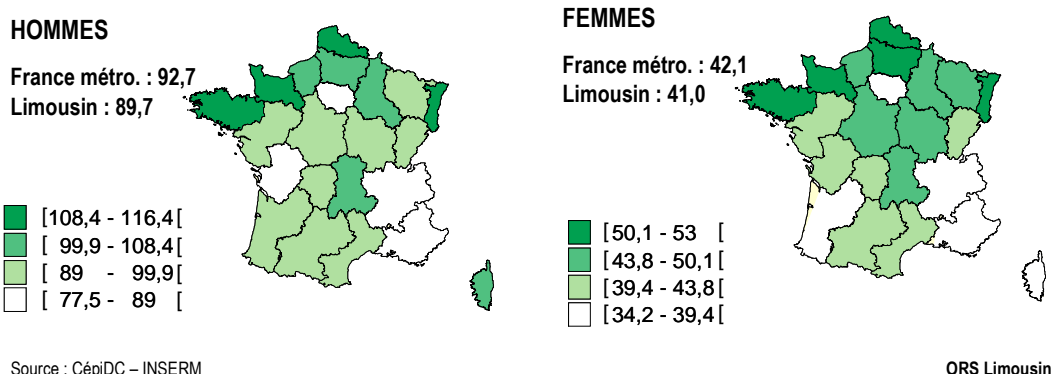 HOMMES
France métro. : 92,7
Limousin : 89,7
[108,4 - 116,4[
[ 99,9 - 108,4[
[ 89 - 99,9[
[ 77,5 - 89 [
FEMMES
France métro. : 42,1
Limousin : 41,0
[50,1 - 53 [
[43,8 - 50,1[
[39,4 - 43,8[
[34,2 - 39,4[
Source : CépiDC – INSERM
ORS Limousin